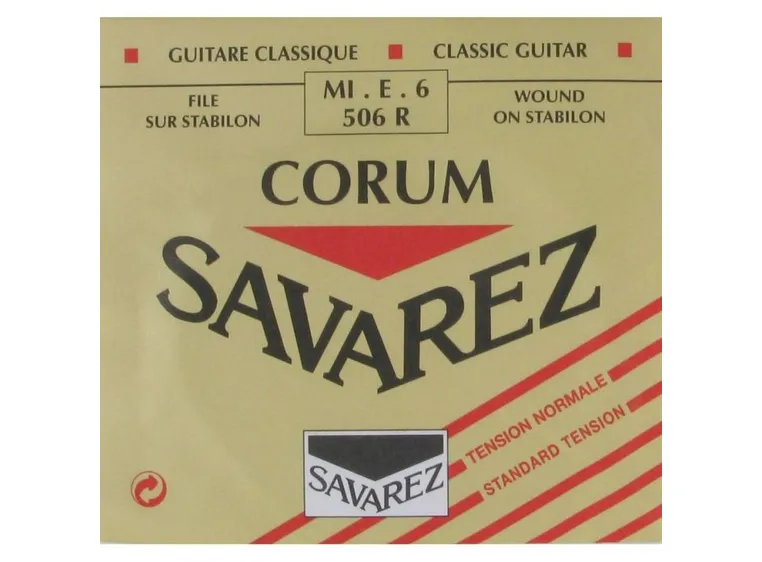 GUITARE CLASSIQUE CLASSIC GUITAR
MI . E . 6
506 R
FILE
SUR STABILON
WOUND
ON STABILON
CORUM
SAVAREZ
TENSION NORMALE
STANDARD TENSION
SAVAREZ